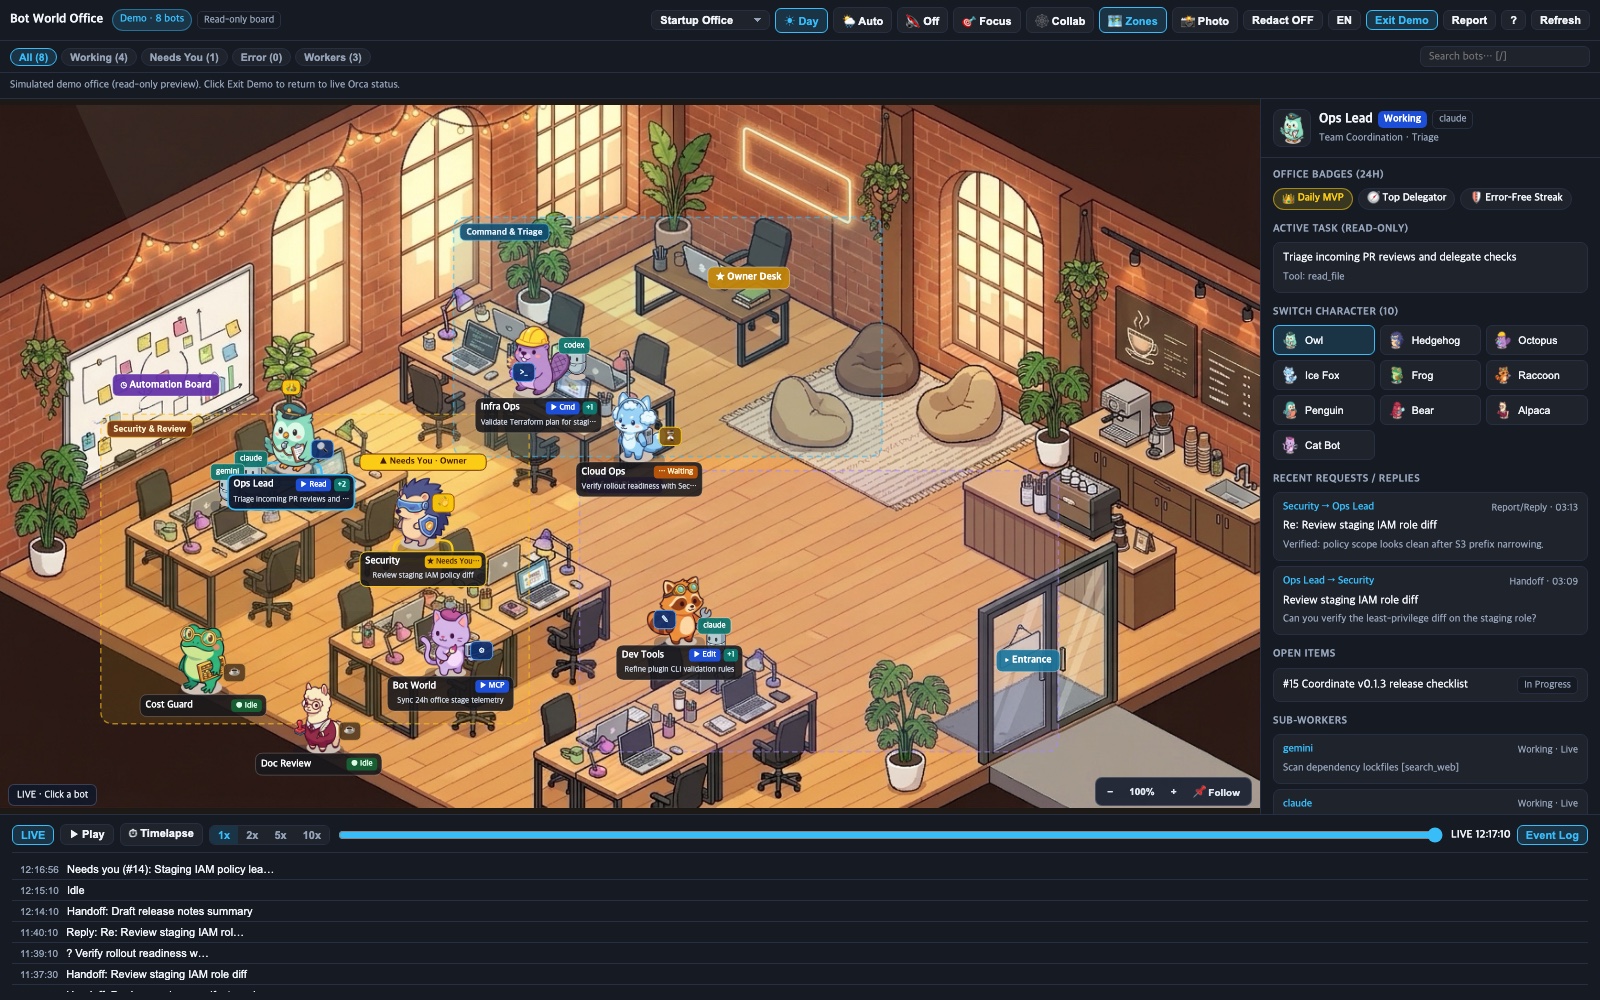 Bot World Office
Demo · 8 bots
Read-only board
Startup Office
Day
Auto
Off
Focus
Collab
Zones
Photo
Redact OFF
EN
Exit Demo
Report
?
Refresh
All (8)
Working (4)
Needs You (1)
Error (0)
Workers (3)
Search bots··· [/]
Simulated demo office (read-only preview). Click Exit Demo to return to live Orca status.
Command & Triage
★ Owner Desk
Automation Board
Security & Review
codex
>_
Infra Ops
▶ Cmd
+1
Validate Terraform plan for stagi···
Cloud Ops
··· Waiting
Verify rollout readiness with Sec···
claude
gemini
Ops Lead
▶ Read
+2
Triage incoming PR reviews and ···
▲ Needs You · Owner
Security
★ Needs You···
Review staging IAM policy diff
claude
Dev Tools
▶ Edit
+1
Refine plugin CLI validation rules
Entrance
Bot World
▶ MCP
Sync 24h office stage telemetry
Cost Guard
Idle
Doc Review
Idle
LIVE · Click a bot
−
100%
+
Follow
Ops Lead
Working
claude
Team Coordination · Triage
OFFICE BADGES (24H)
Daily MVP
Top Delegator
Error-Free Streak
ACTIVE TASK (READ-ONLY)
Triage incoming PR reviews and delegate checks
Tool: read_file
SWITCH CHARACTER (10)
Owl
Hedgehog
Octopus
Ice Fox
Frog
Raccoon
Penguin
Bear
Alpaca
Cat Bot
RECENT REQUESTS / REPLIES
Security → Ops Lead
Report/Reply · 03:13
Re: Review staging IAM role diff
Verified: policy scope looks clean after S3 prefix narrowing.
Ops Lead → Security
Handoff · 03:09
Review staging IAM role diff
Can you verify the least-privilege diff on the staging role?
OPEN ITEMS
#15 Coordinate v0.1.3 release checklist
In Progress
SUB-WORKERS
gemini
Working · Live
Scan dependency lockfiles [search_web]
claude
Working · Live
LIVE
▶ Play
Timelapse
1x
2x
5x
10x
LIVE 12:17:10
Event Log
12:16:56 Needs you (#14): Staging IAM policy lea…
12:15:10 Idle
12:14:10 Handoff: Draft release notes summary
11:40:10 Reply: Re: Review staging IAM rol…
11:39:10 ? Verify rollout readiness w…
11:37:30 Handoff: Review staging IAM role diff